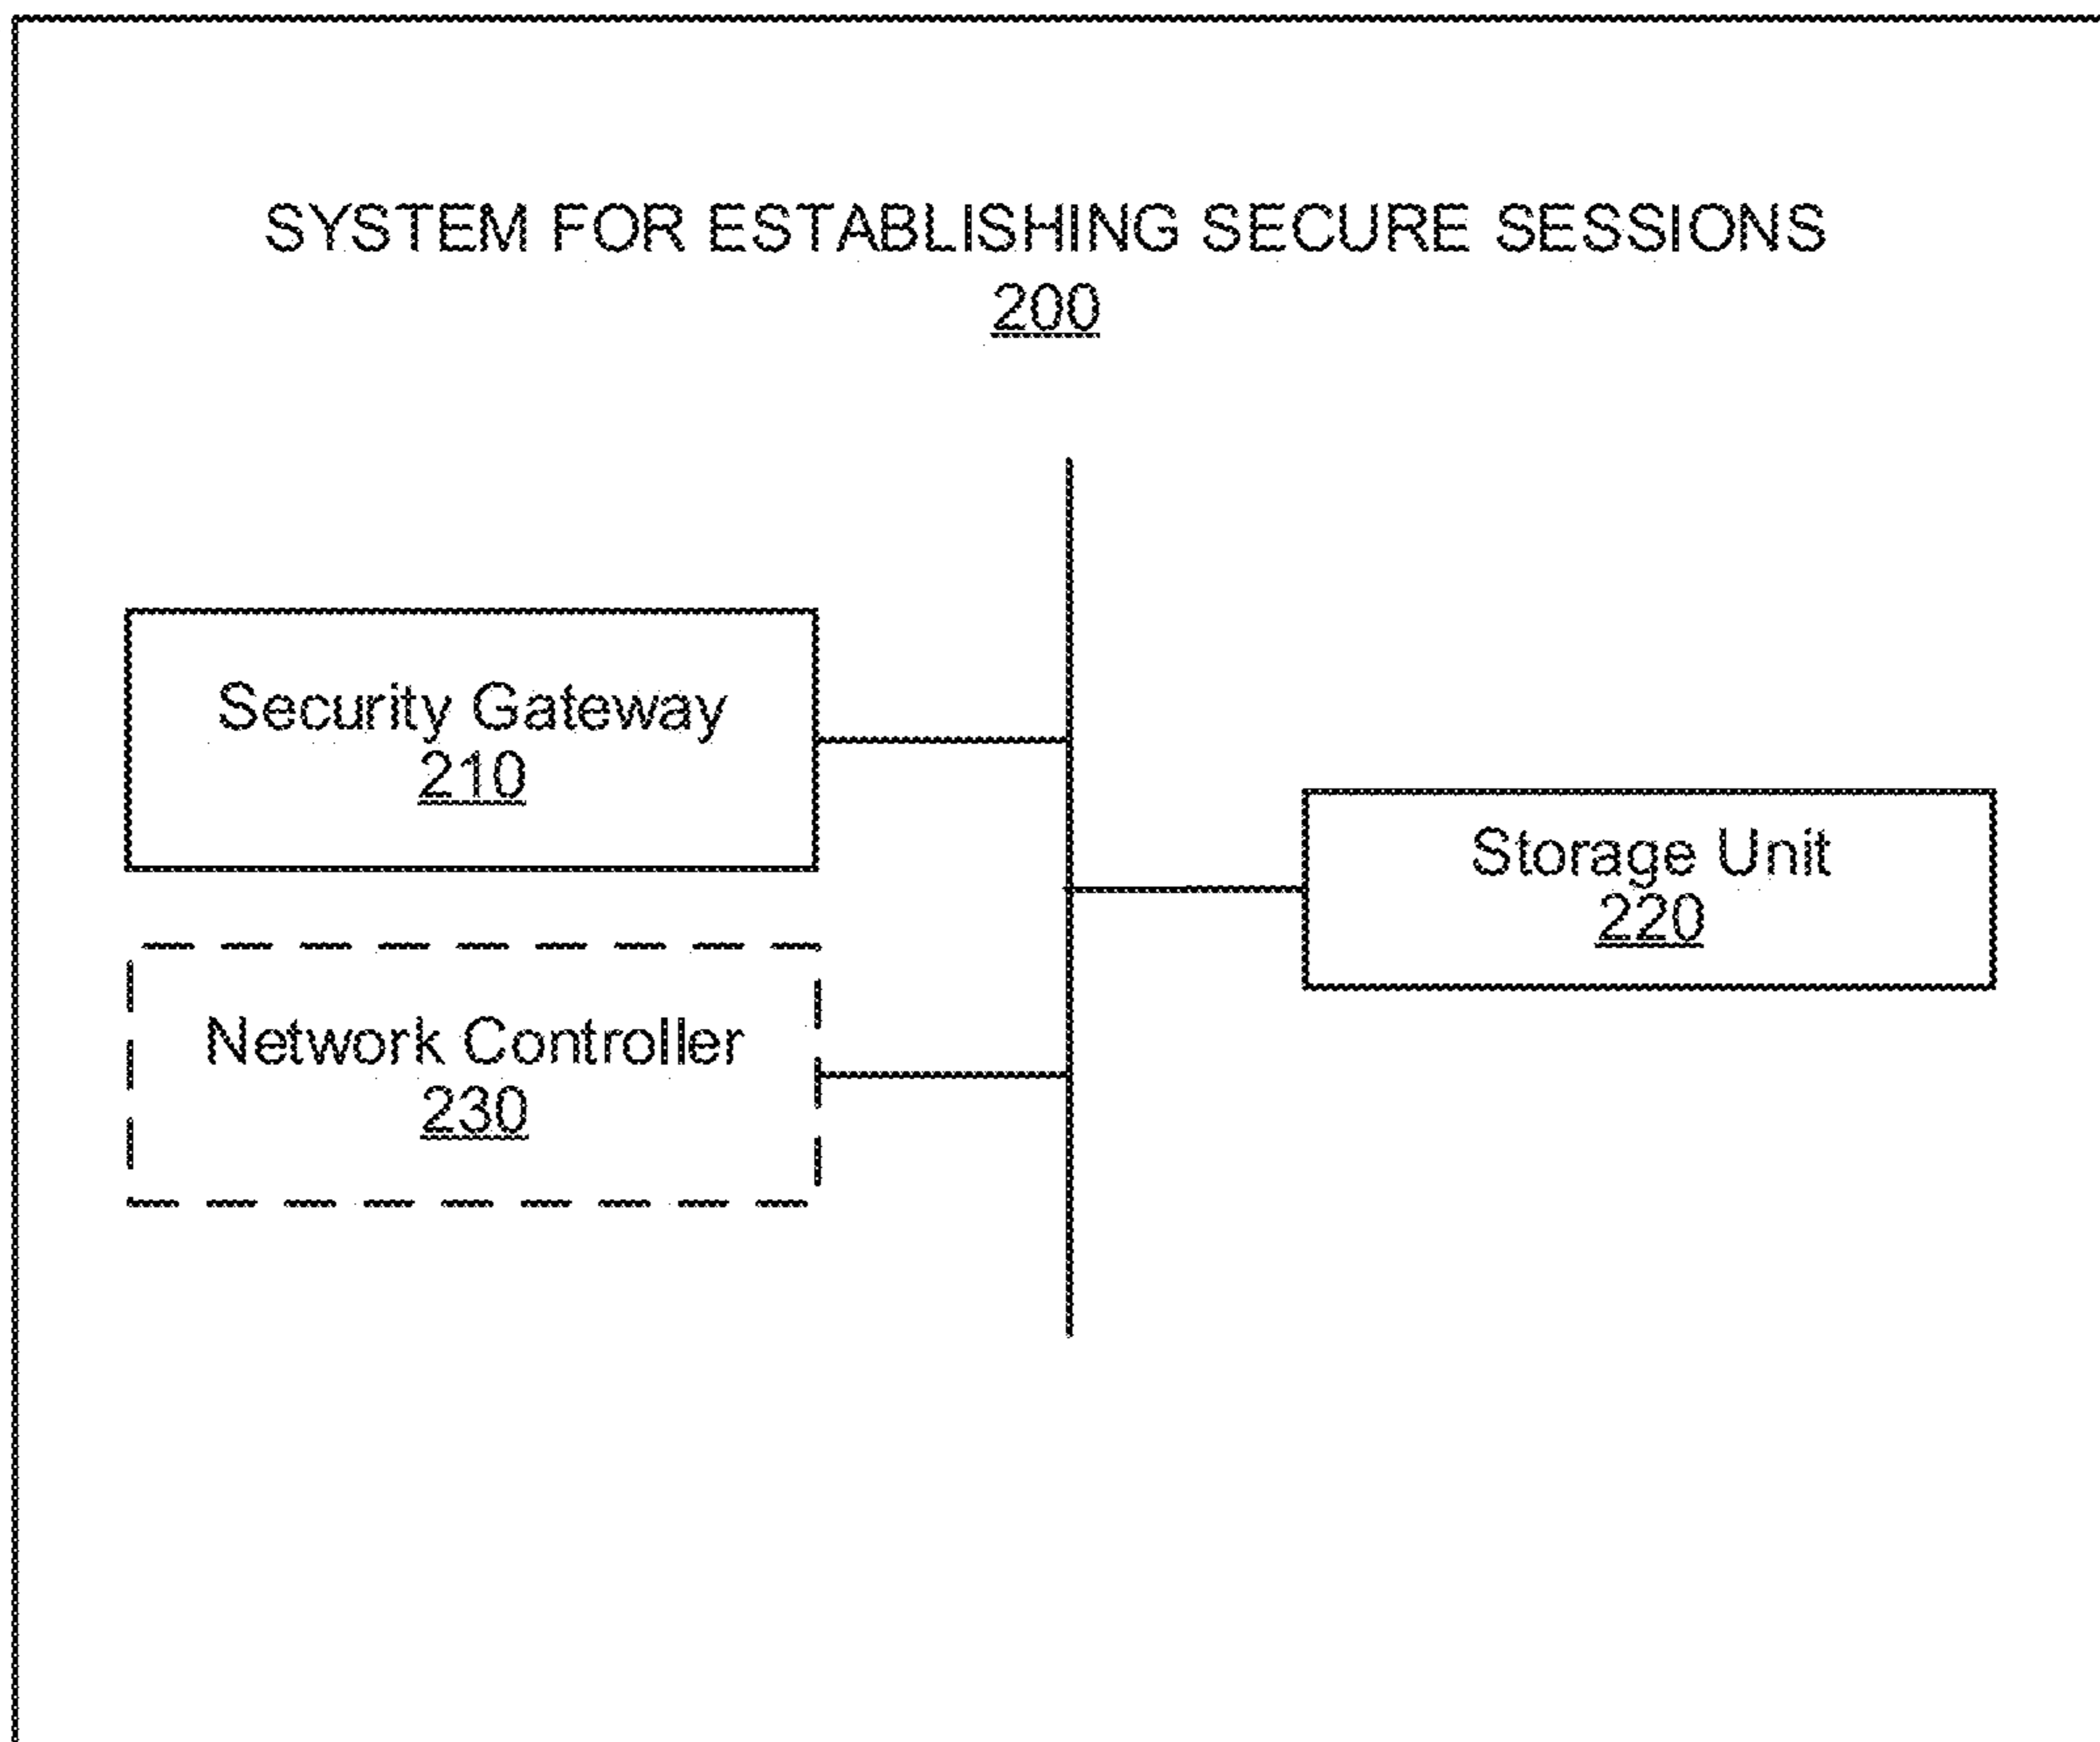 SYSTEM FOR ESTABLISHING SECURE SESSIONS
200
Security Gateway
210
Storage Unit
220
Network Controller
230